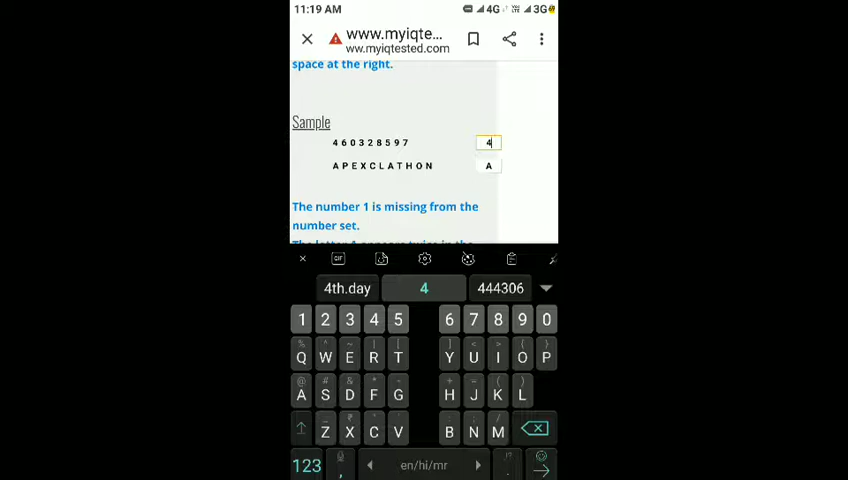 11:19 AM 4G 3G
www.myiqte...
ww.myiqtested.com
space at the right.
Sample
4 6 0 3 2 8 5 9 7 4
A P E X C L A T H O N A
The number 1 is missing from the
number set.
GIF
4th.day 4 444306
1 2 3 4 5 6 7 8 9 0
Q W E R T Y U I O P
A S D F G H J K L
Z X C V B N M
123 , en/hi/mr .